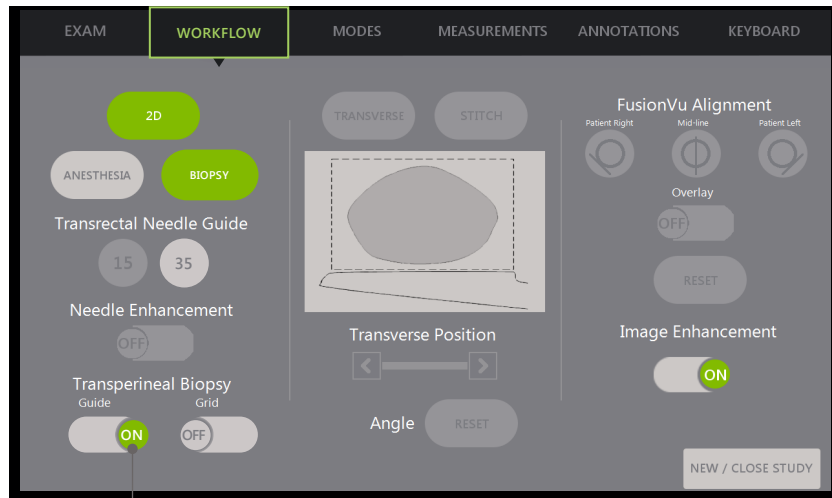 EXAM WORKFLOW MODES MEASUREMENTS ANNOTATIONS KEYBOARD
2D
ANESTHESIA BIOPSY
Transrectal Needle Guide
15 35
Needle Enhancement
OFF
Transperineal Biopsy
Guide Grid
ON OFF
TRANSVERSE STITCH
Transverse Position
< >
Angle RESET
FusionVu Alignment
Patient Right Mid-line Patient Left
Overlay
OFF
RESET
Image Enhancement
ON
NEW / CLOSE STUDY